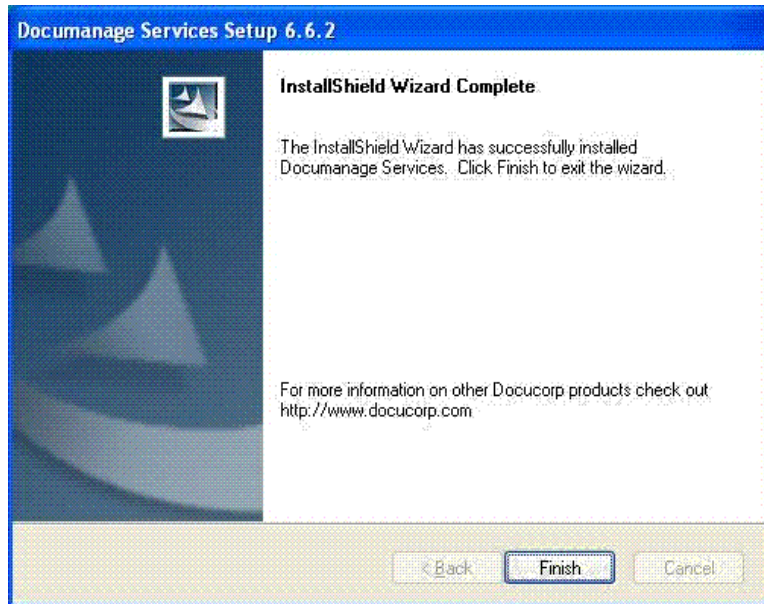 Documanage Services Setup 6.6.2
InstallShield Wizard Complete
The InstallShield Wizard has successfully installed
Documanage Services. Click Finish to exit the wizard.
For more information on other Docucorp products check out
http://www.docucorp.com
< Back Finish Cancel